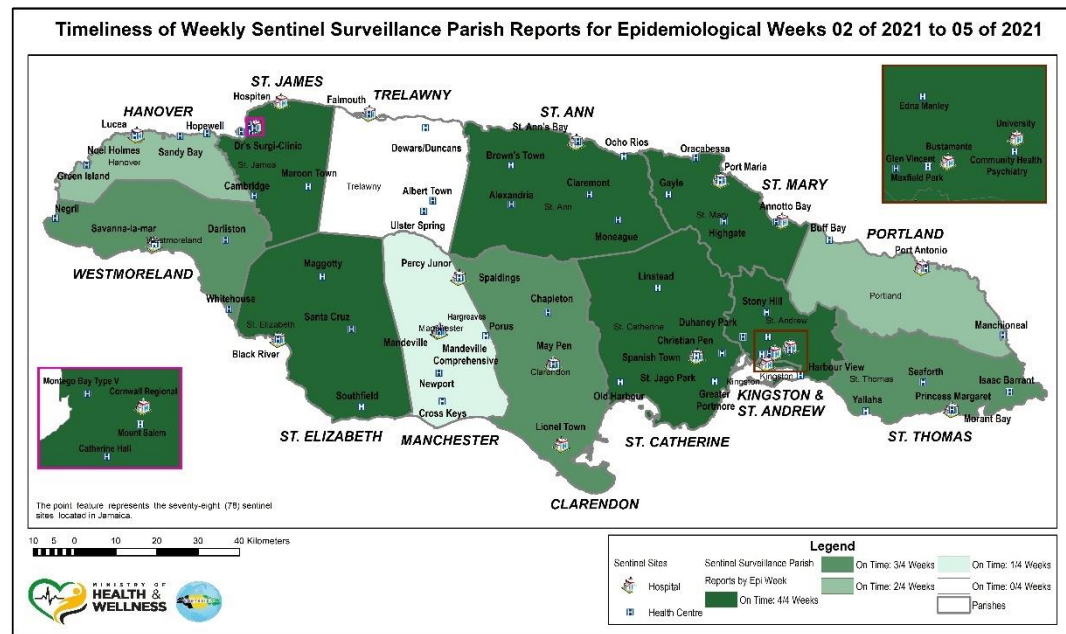 Timeliness of Weekly Sentinel Surveillance Parish Reports for Epidemiological Weeks 02 of 2021 to 05 of 2021
ST. JAMES
Hospiten
TRELAWNY
Falmouth
HANOVER
Lucea
Hopewell
ST. ANN
St. Ann's Bay
Ocho Rios
Oracabessa
Port Maria
Edna Manley
University
Bustamante
Glen Vincent
Community Health
Psychiatry
Maxfield Park
Noel Holmes
Hanover
Sandy Bay
Green Island
Dr's Surgi-Clinic
St. James
Maroon Town
Cambridge
Dewars/Duncans
Trelawny
Albert Town
Ulster Spring
Brown's Town
Alexandria
Claremont
St. Ann
Moneague
Gayle
St. Mary
Highgate
ST. MARY
Annotto Bay
Buff Bay
PORTLAND
Port Antonio
Portland
Manchioneal
Negril
Savanna-la-mar
Westmoreland
Darliston
WESTMORELAND
Whitehouse
Maggotty
Santa Cruz
St. Elizabeth
Black River
Southfield
ST. ELIZABETH
Percy Junor
Spaldings
Hargreaves
Manchester
Mandeville
Porus
Mandeville
Comprehensive
Newport
Cross Keys
MANCHESTER
Chapleton
May Pen
Clarendon
Lionel Town
CLARENDON
Linstead
St. Catherine
Duhaney Park
Christian Pen
Spanish Town
St. Jago Park
Old Harbour
Greater
Portmore
ST. CATHERINE
Stony Hill
St. Andrew
Kingston
Kingston
Harbour View
KINGSTON &
ST. ANDREW
St. Thomas
Seaforth
Isaac Barrant
Yallahs
Princess Margaret
Morant Bay
ST. THOMAS
Montego Bay Type V
Cornwall Regional
Mount Salem
Catherine Hall
The point feature represents the seventy-eight (78) sentinel
sites located in Jamaica.
10 5 0 10 20 30 40 Kilometers
MINISTRY OF
HEALTH &
WELLNESS
Legend
Sentinel Sites
Hospital
Health Centre
Sentinel Surveillance Parish
Reports by Epi Week
On Time: 4/4 Weeks
On Time: 3/4 Weeks
On Time: 2/4 Weeks
On Time: 1/4 Weeks
On Time: 0/4 Weeks
Parishes